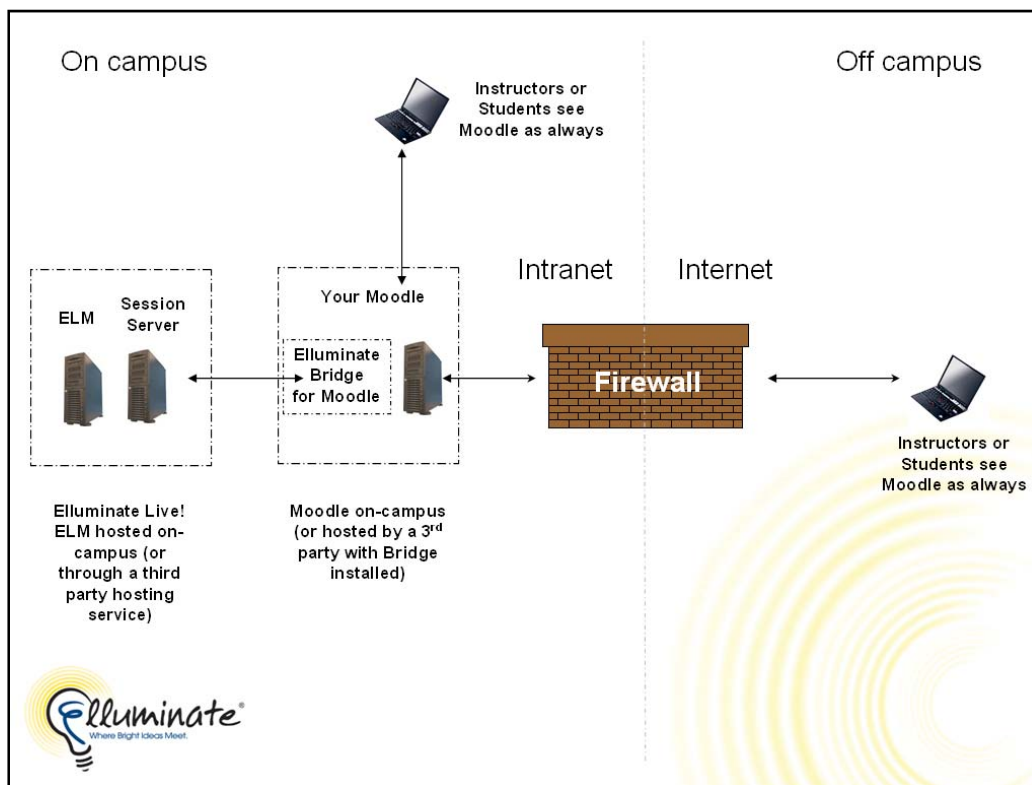 On campus
Off campus
Instructors or
Students see
Moodle as always
Intranet
Internet
ELM
Session
Server
Your Moodle
Elluminate
Bridge
for Moodle
Firewall
Instructors or
Students see
Moodle as always
Elluminate Live!
ELM hosted on-
campus (or
through a third
party hosting
service)
Moodle on-campus
(or hosted by a 3rd
party with Bridge
installed)
Elluminate®
Where Bright Ideas Meet.